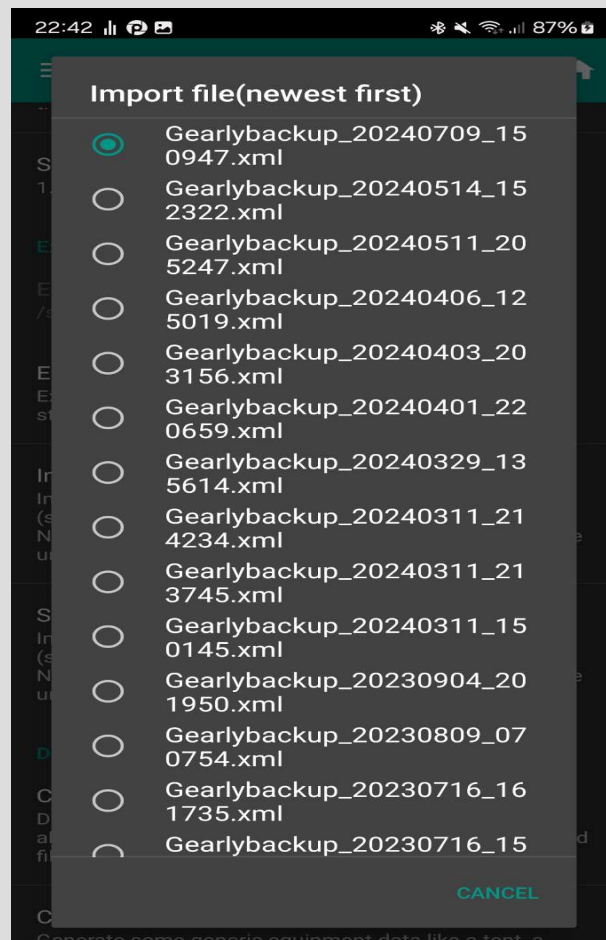 22:42
87%
Import file(newest first)
Gearlybackup_20240709_15
0947.xml
Gearlybackup_20240514_15
2322.xml
Gearlybackup_20240511_20
5247.xml
Gearlybackup_20240406_12
5019.xml
Gearlybackup_20240403_20
3156.xml
Gearlybackup_20240401_22
0659.xml
Gearlybackup_20240329_13
5614.xml
Gearlybackup_20240311_21
4234.xml
Gearlybackup_20240311_21
3745.xml
Gearlybackup_20240311_15
0145.xml
Gearlybackup_20230904_20
1950.xml
Gearlybackup_20230809_07
0754.xml
Gearlybackup_20230716_16
1735.xml
Gearlybackup_20230716_15
CANCEL